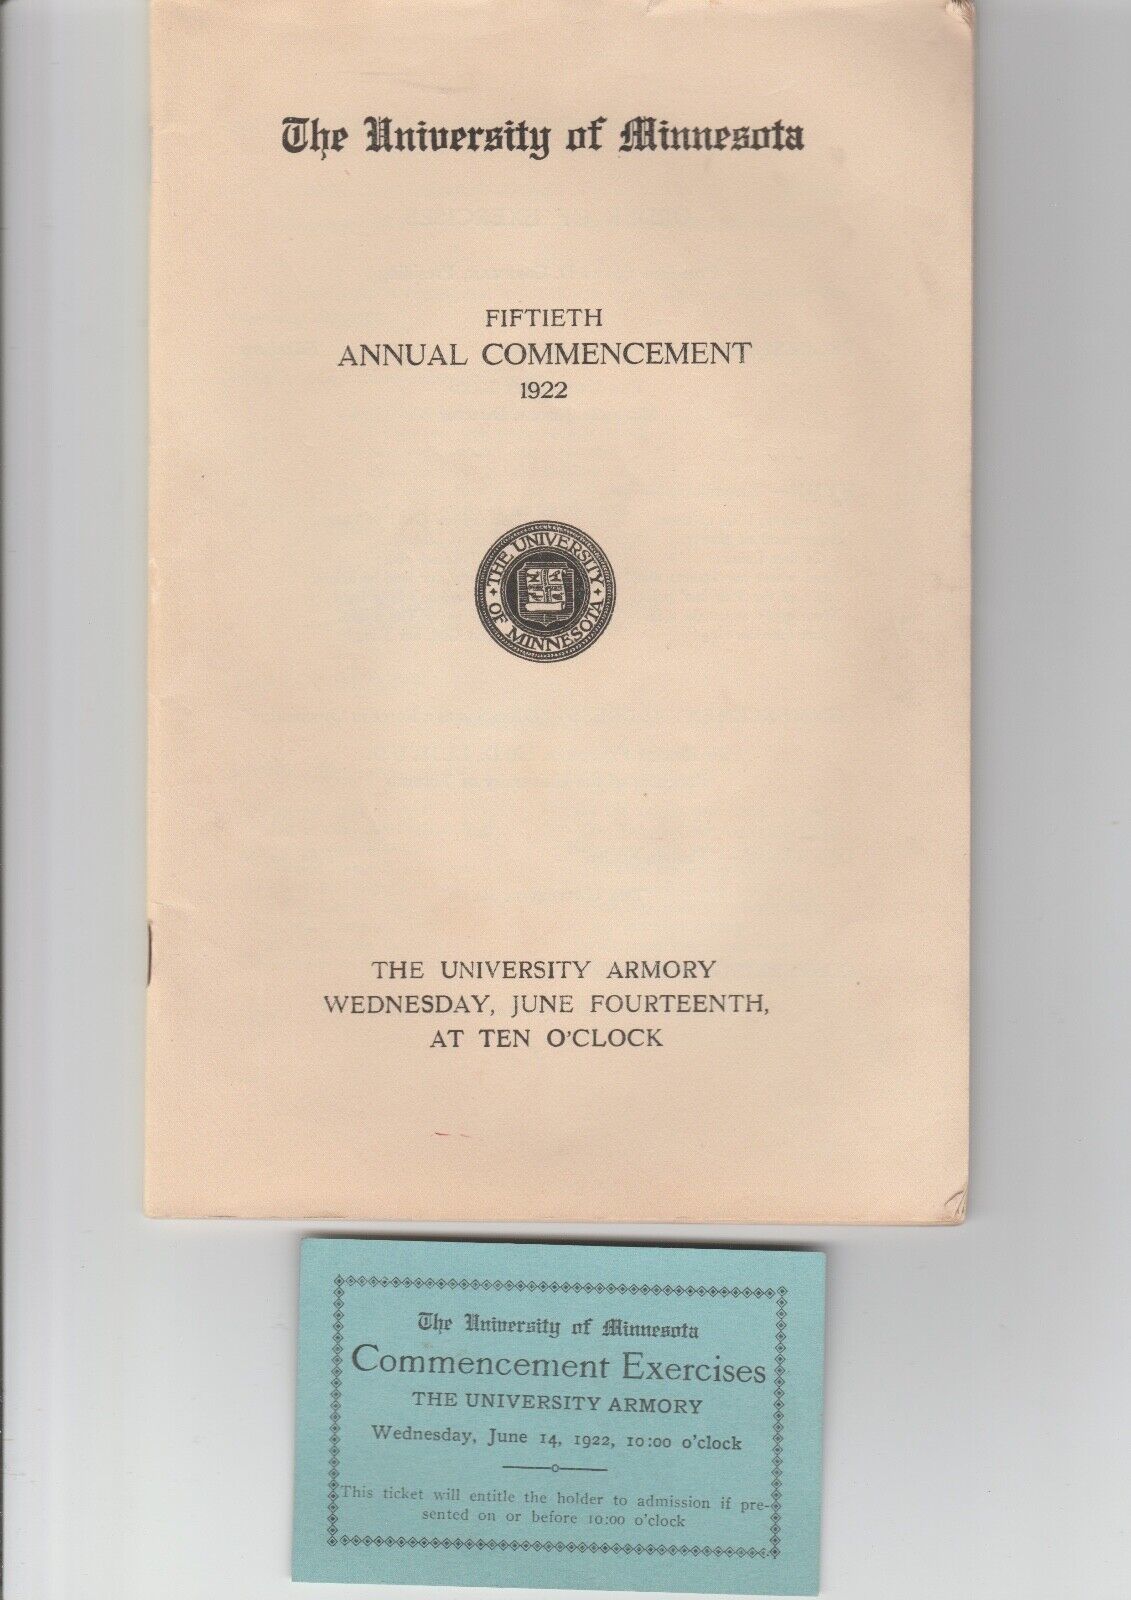 The University of Minnesota
FIFTIETH
ANNUAL COMMENCEMENT
1922
THE UNIVERSITY OF MINNESOTA
THE UNIVERSITY ARMORY
WEDNESDAY, JUNE FOURTEENTH,
AT TEN O'CLOCK
The University of Minnesota
Commencement Exercises
THE UNIVERSITY ARMORY
Wednesday, June 14, 1922, 10:00 o'clock
This ticket will entitle the holder to admission if pre-
sented on or before 10:00 o'clock